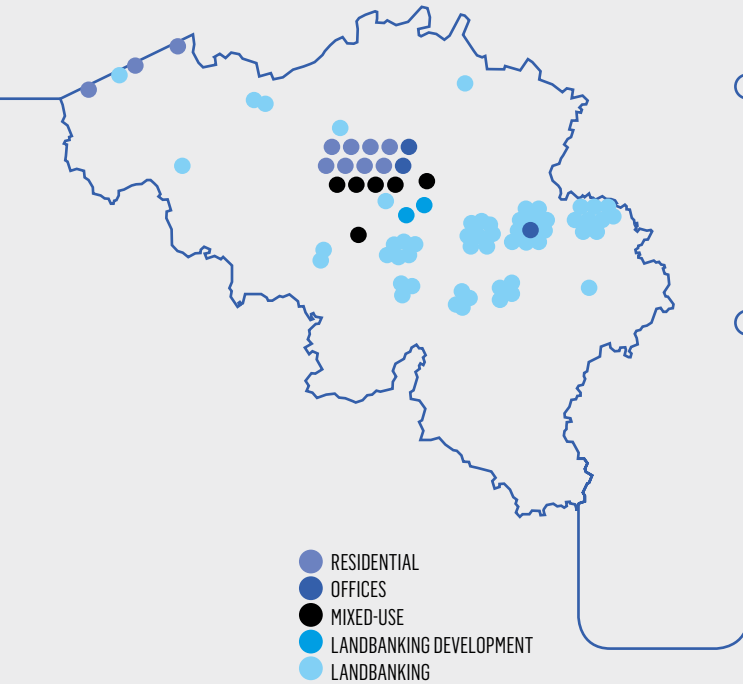 RESIDENTIAL
OFFICES
MIXED-USE
LANDBANKING DEVELOPMENT
LANDBANKING